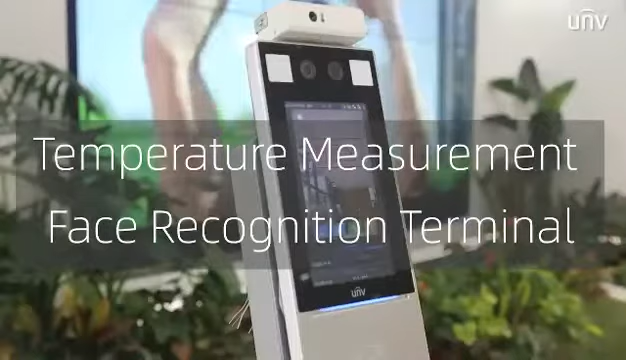 unv
Temperature Measurement
Face Recognition Terminal
unv